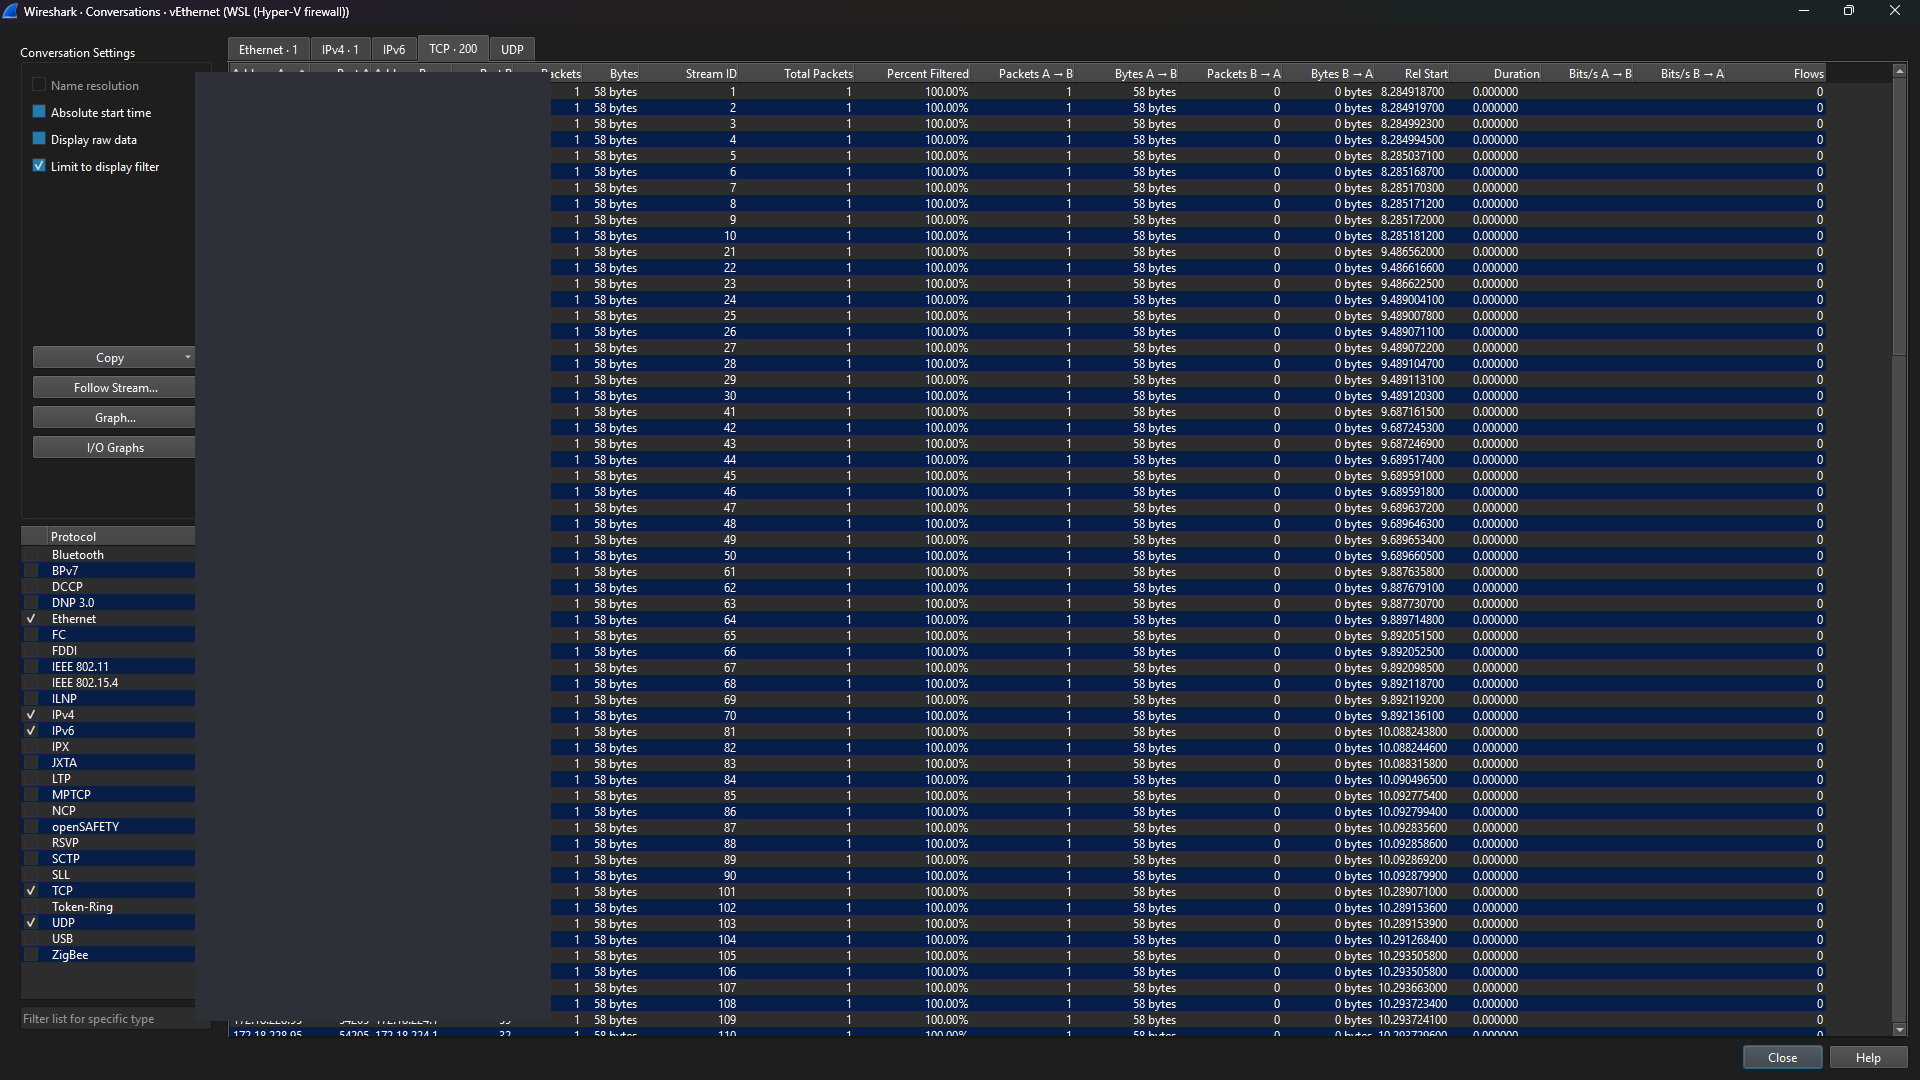 Wireshark · Conversations · vEthernet (WSL (Hyper-V firewall))
Conversation Settings
Name resolution
Absolute start time
Display raw data
Limit to display filter
Copy
Follow Stream...
Graph...
I/O Graphs
Protocol
Bluetooth
BPv7
DCCP
DNP 3.0
Ethernet
FC
FDDI
IEEE 802.11
IEEE 802.15.4
ILNP
IPv4
IPv6
IPX
JXTA
LTP
MPTCP
NCP
openSAFETY
RSVP
SCTP
SLL
TCP
Token-Ring
UDP
USB
ZigBee
Filter list for specific type
Ethernet · 1 IPv4 · 1 IPv6 TCP · 200 UDP
Bytes Stream ID Total Packets Percent Filtered Packets A → B Bytes A → B Packets B → A Bytes B → A Rel Start Duration Bits/s A → B Bits/s B → A Flows
1 58 bytes 1 1 100.00% 1 58 bytes 0 0 bytes 8.284918700 0.000000 0
1 58 bytes 2 1 100.00% 1 58 bytes 0 0 bytes 8.284919700 0.000000 0
1 58 bytes 3 1 100.00% 1 58 bytes 0 0 bytes 8.284992300 0.000000 0
1 58 bytes 4 1 100.00% 1 58 bytes 0 0 bytes 8.284994500 0.000000 0
1 58 bytes 5 1 100.00% 1 58 bytes 0 0 bytes 8.285037100 0.000000 0
1 58 bytes 6 1 100.00% 1 58 bytes 0 0 bytes 8.285168700 0.000000 0
1 58 bytes 7 1 100.00% 1 58 bytes 0 0 bytes 8.285170300 0.000000 0
1 58 bytes 8 1 100.00% 1 58 bytes 0 0 bytes 8.285171200 0.000000 0
1 58 bytes 9 1 100.00% 1 58 bytes 0 0 bytes 8.285172000 0.000000 0
1 58 bytes 10 1 100.00% 1 58 bytes 0 0 bytes 8.285181200 0.000000 0
1 58 bytes 21 1 100.00% 1 58 bytes 0 0 bytes 9.486562000 0.000000 0
1 58 bytes 22 1 100.00% 1 58 bytes 0 0 bytes 9.486616600 0.000000 0
1 58 bytes 23 1 100.00% 1 58 bytes 0 0 bytes 9.486622500 0.000000 0
1 58 bytes 24 1 100.00% 1 58 bytes 0 0 bytes 9.489004100 0.000000 0
1 58 bytes 25 1 100.00% 1 58 bytes 0 0 bytes 9.489007800 0.000000 0
1 58 bytes 26 1 100.00% 1 58 bytes 0 0 bytes 9.489071100 0.000000 0
1 58 bytes 27 1 100.00% 1 58 bytes 0 0 bytes 9.489072200 0.000000 0
1 58 bytes 28 1 100.00% 1 58 bytes 0 0 bytes 9.489104700 0.000000 0
1 58 bytes 29 1 100.00% 1 58 bytes 0 0 bytes 9.489113100 0.000000 0
1 58 bytes 30 1 100.00% 1 58 bytes 0 0 bytes 9.489120300 0.000000 0
1 58 bytes 41 1 100.00% 1 58 bytes 0 0 bytes 9.687161500 0.000000 0
1 58 bytes 42 1 100.00% 1 58 bytes 0 0 bytes 9.687245300 0.000000 0
1 58 bytes 43 1 100.00% 1 58 bytes 0 0 bytes 9.687246900 0.000000 0
1 58 bytes 44 1 100.00% 1 58 bytes 0 0 bytes 9.689517400 0.000000 0
1 58 bytes 45 1 100.00% 1 58 bytes 0 0 bytes 9.689591000 0.000000 0
1 58 bytes 46 1 100.00% 1 58 bytes 0 0 bytes 9.689591800 0.000000 0
1 58 bytes 47 1 100.00% 1 58 bytes 0 0 bytes 9.689637200 0.000000 0
1 58 bytes 48 1 100.00% 1 58 bytes 0 0 bytes 9.689646300 0.000000 0
1 58 bytes 49 1 100.00% 1 58 bytes 0 0 bytes 9.689653400 0.000000 0
1 58 bytes 50 1 100.00% 1 58 bytes 0 0 bytes 9.689660500 0.000000 0
1 58 bytes 61 1 100.00% 1 58 bytes 0 0 bytes 9.887635800 0.000000 0
1 58 bytes 62 1 100.00% 1 58 bytes 0 0 bytes 9.887679100 0.000000 0
1 58 bytes 63 1 100.00% 1 58 bytes 0 0 bytes 9.887730700 0.000000 0
1 58 bytes 64 1 100.00% 1 58 bytes 0 0 bytes 9.889714800 0.000000 0
1 58 bytes 65 1 100.00% 1 58 bytes 0 0 bytes 9.892051500 0.000000 0
1 58 bytes 66 1 100.00% 1 58 bytes 0 0 bytes 9.892052500 0.000000 0
1 58 bytes 67 1 100.00% 1 58 bytes 0 0 bytes 9.892098500 0.000000 0
1 58 bytes 68 1 100.00% 1 58 bytes 0 0 bytes 9.892118700 0.000000 0
1 58 bytes 69 1 100.00% 1 58 bytes 0 0 bytes 9.892119200 0.000000 0
1 58 bytes 70 1 100.00% 1 58 bytes 0 0 bytes 9.892136100 0.000000 0
1 58 bytes 81 1 100.00% 1 58 bytes 0 0 bytes 10.088243800 0.000000 0
1 58 bytes 82 1 100.00% 1 58 bytes 0 0 bytes 10.088244600 0.000000 0
1 58 bytes 83 1 100.00% 1 58 bytes 0 0 bytes 10.088315800 0.000000 0
1 58 bytes 84 1 100.00% 1 58 bytes 0 0 bytes 10.090496500 0.000000 0
1 58 bytes 85 1 100.00% 1 58 bytes 0 0 bytes 10.092775400 0.000000 0
1 58 bytes 86 1 100.00% 1 58 bytes 0 0 bytes 10.092799400 0.000000 0
1 58 bytes 87 1 100.00% 1 58 bytes 0 0 bytes 10.092835600 0.000000 0
1 58 bytes 88 1 100.00% 1 58 bytes 0 0 bytes 10.092858600 0.000000 0
1 58 bytes 89 1 100.00% 1 58 bytes 0 0 bytes 10.092869200 0.000000 0
1 58 bytes 90 1 100.00% 1 58 bytes 0 0 bytes 10.092879900 0.000000 0
1 58 bytes 101 1 100.00% 1 58 bytes 0 0 bytes 10.289071000 0.000000 0
1 58 bytes 102 1 100.00% 1 58 bytes 0 0 bytes 10.289153600 0.000000 0
1 58 bytes 103 1 100.00% 1 58 bytes 0 0 bytes 10.289153900 0.000000 0
1 58 bytes 104 1 100.00% 1 58 bytes 0 0 bytes 10.291268400 0.000000 0
1 58 bytes 105 1 100.00% 1 58 bytes 0 0 bytes 10.293505800 0.000000 0
1 58 bytes 106 1 100.00% 1 58 bytes 0 0 bytes 10.293505800 0.000000 0
1 58 bytes 107 1 100.00% 1 58 bytes 0 0 bytes 10.293663000 0.000000 0
1 58 bytes 108 1 100.00% 1 58 bytes 0 0 bytes 10.293723400 0.000000 0
1 58 bytes 109 1 100.00% 1 58 bytes 0 0 bytes 10.293724100 0.000000 0
Close
Help